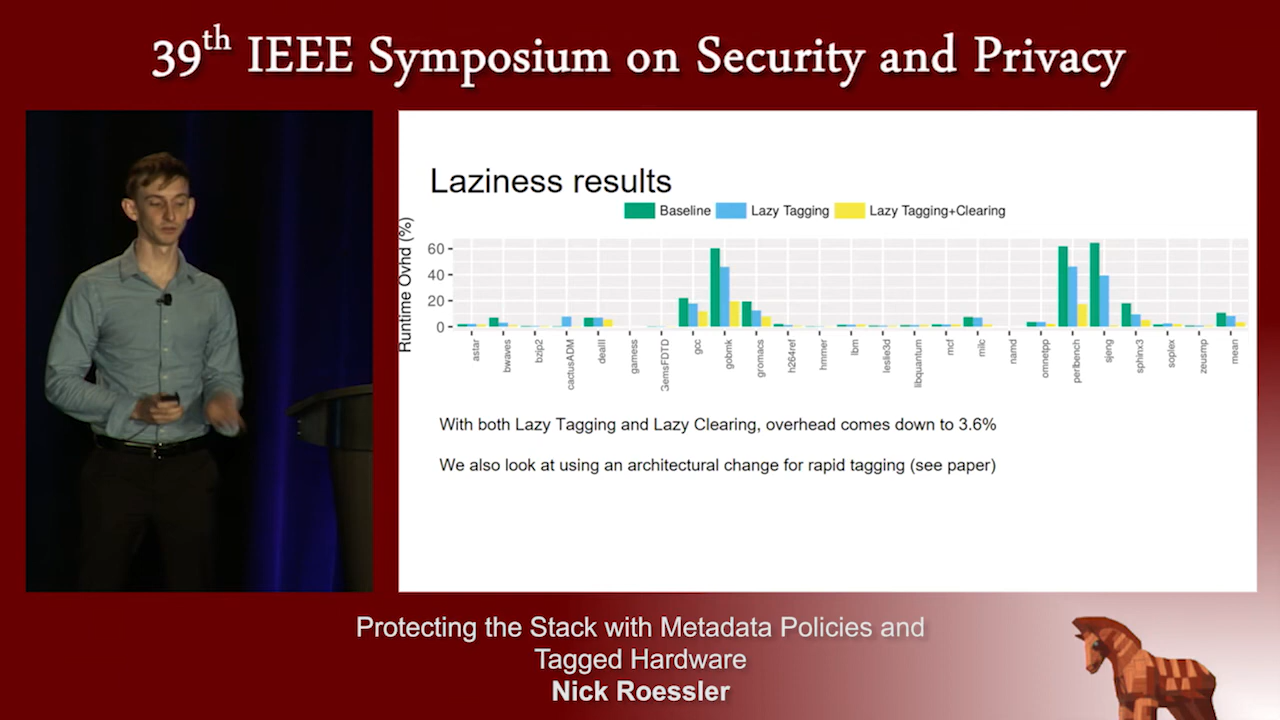 39th IEEE Symposium on Security and Privacy
Laziness results
Baseline Lazy Tagging Lazy Tagging+Clearing
Runtime Ovhd (%)
60
40
20
0
astar bwaves bzip2 cactusADM dealII gamess GemsFDTD gcc gobmk gromacs h264ref hmmer lbm leslie3d libquantum mcf milc namd omnetpp perlbench sjeng sphinx3 soplex zeusmp mean
With both Lazy Tagging and Lazy Clearing, overhead comes down to 3.6%
We also look at using an architectural change for rapid tagging (see paper)
Protecting the Stack with Metadata Policies and
Tagged Hardware
Nick Roessler